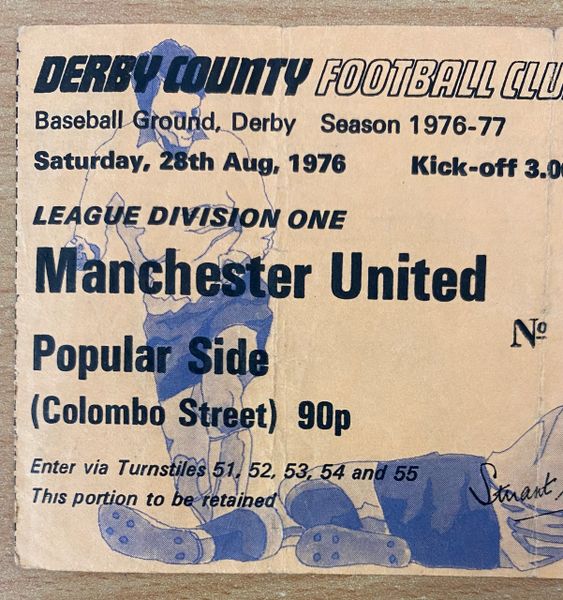 DERBY COUNTY FOOTBALL CLU
Baseball Ground, Derby Season 1976-77
Saturday, 28th Aug, 1976 Kick-off 3.0
LEAGUE DIVISION ONE
Manchester United
Nº
Popular Side
(Colombo Street) 90p
Enter via Turnstiles 51, 52, 53, 54 and 55
This portion to be retained
Stuart